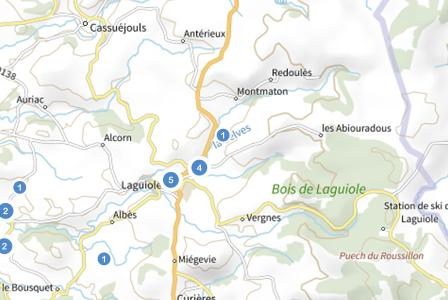 Cassuéjouls
Antérieux
D138
Redoulès
Montmaton
Auriac
1
la Selves
les Abiouradous
Alcorn
4
5
1
Laguiole
Bois de Laguiole
2
Albès
Vergnes
Station de ski de
Laguiole
2
1
Miégevie
Puech du Roussillon
le Bousquet
Curières